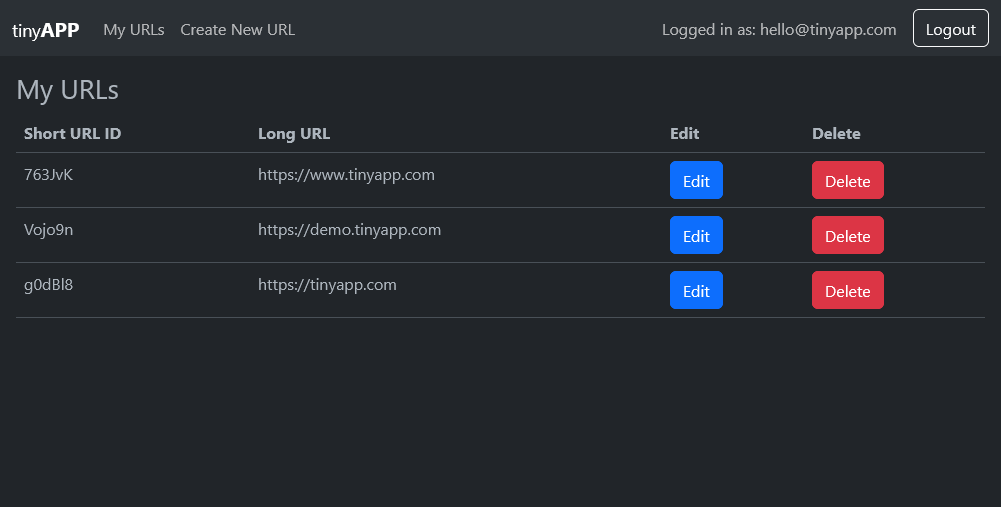 tinyAPP My URLs Create New URL Logged in as: hello@tinyapp.com Logout
My URLs
Short URL ID Long URL Edit Delete
763JvK https://www.tinyapp.com Edit Delete
Vojo9n https://demo.tinyapp.com Edit Delete
g0dBl8 https://tinyapp.com Edit Delete